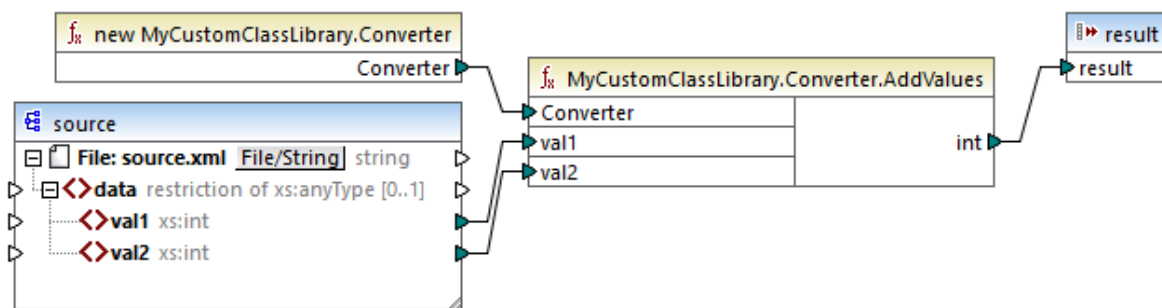 new MyCustomClassLibrary.Converter
Converter
source
File: source.xml File/String string
data restriction of xs:anyType [0..1]
val1 xs:int
val2 xs:int
MyCustomClassLibrary.Converter.AddValues
Converter
val1
val2
int
result
result